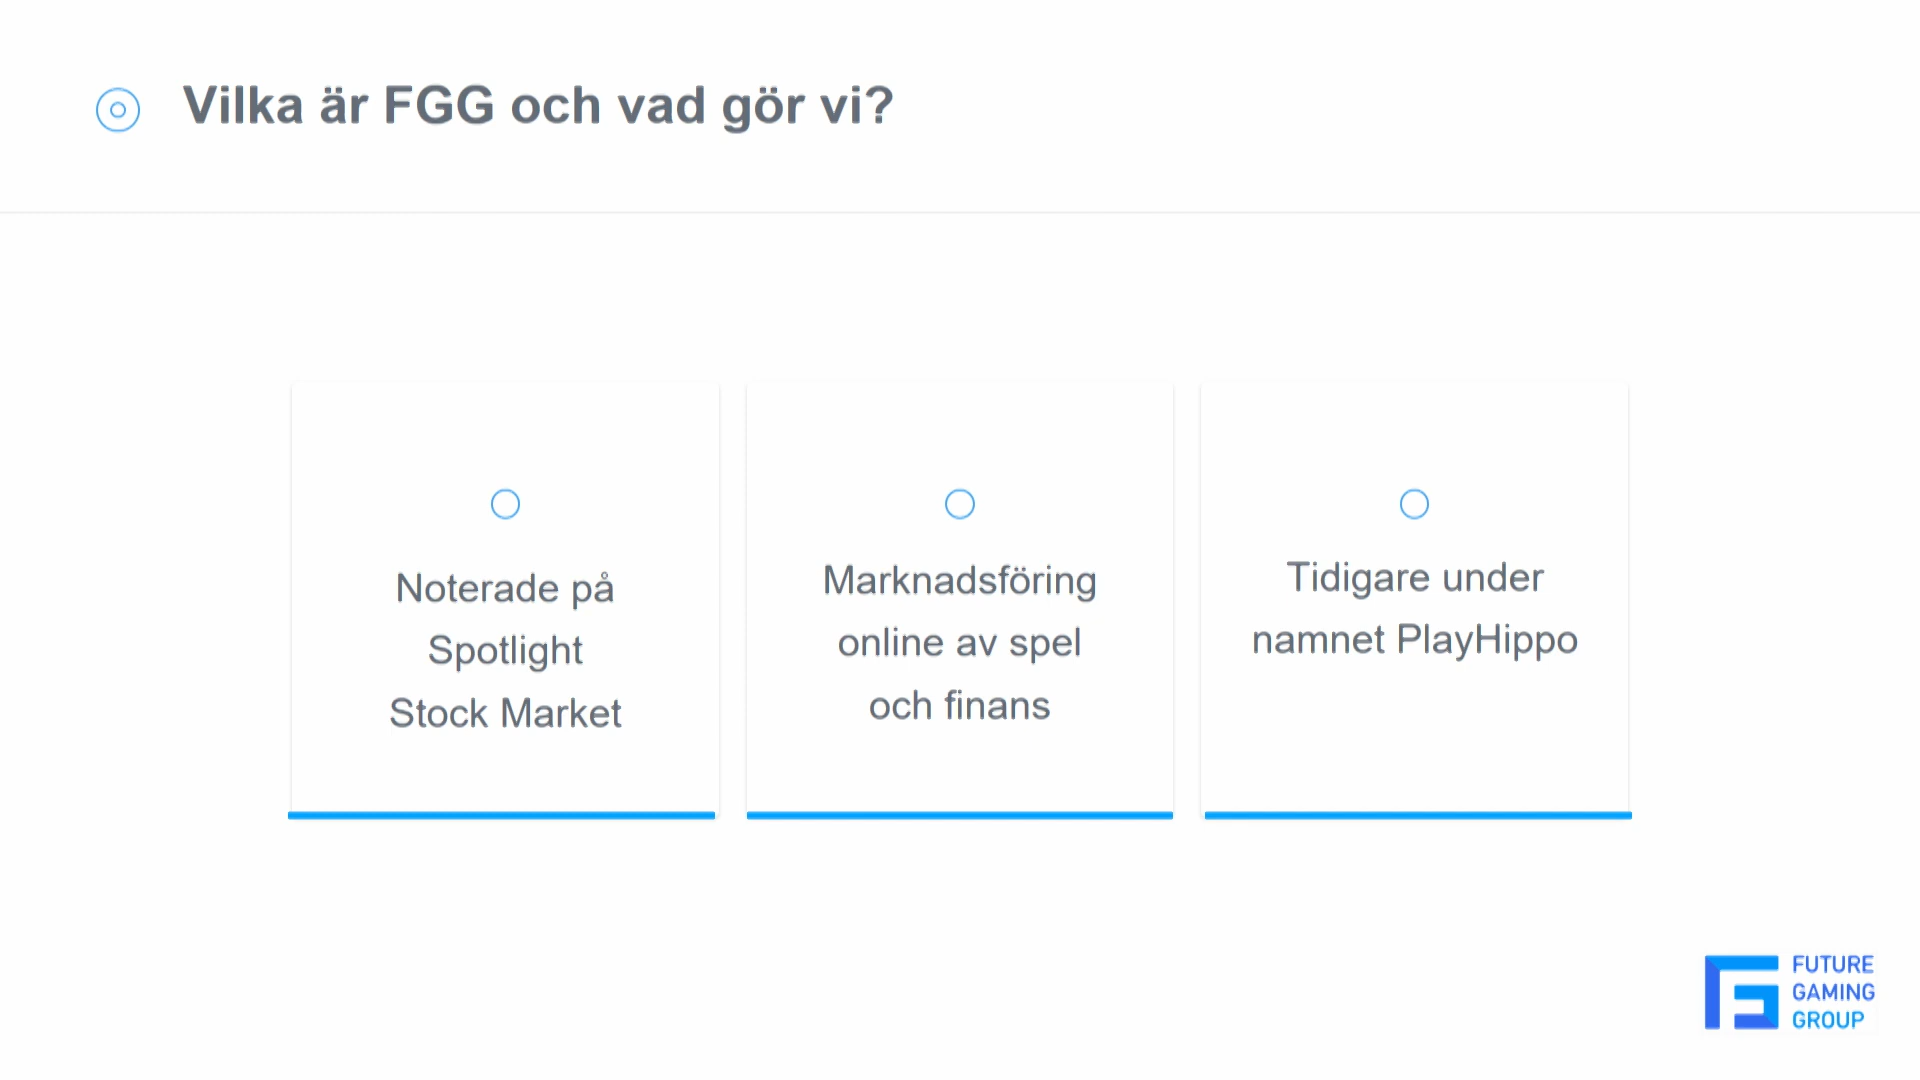 Vilka är FGG och vad gör vi?
Noterade på
Spotlight
Stock Market
Marknadsföring
online av spel
och finans
Tidigare under
namnet PlayHippo
FUTURE
GAMING
GROUP